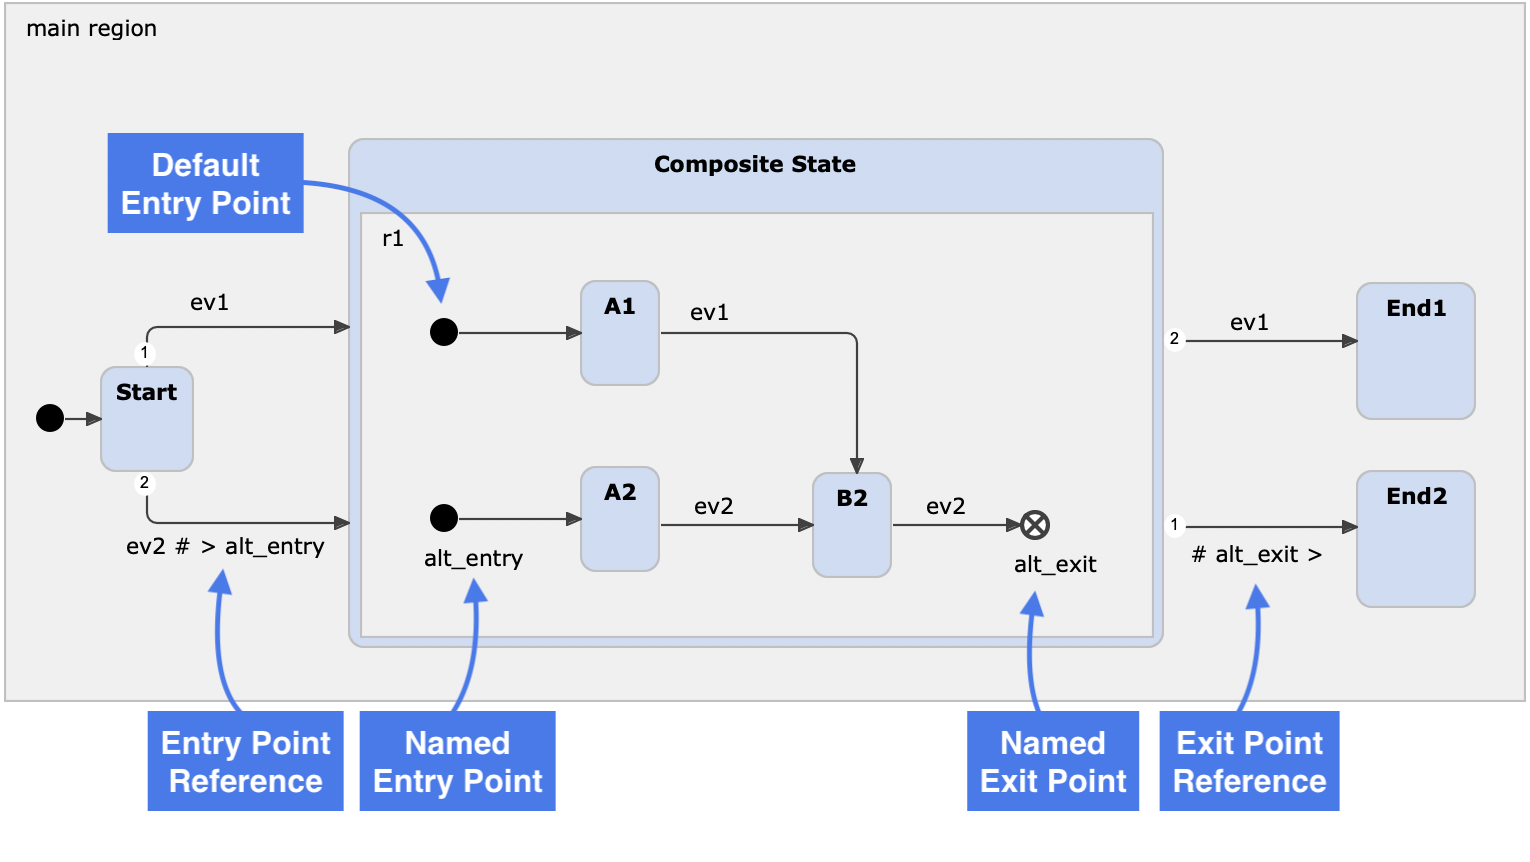 main region
Default
Entry Point
Composite State
r1
ev1
1
Start
2
ev2 # > alt_entry
A1
ev1
A2
ev2
alt_entry
B2
ev2
alt_exit
2
ev1
End1
1
# alt_exit >
End2
Entry Point
Reference
Named
Entry Point
Named
Exit Point
Exit Point
Reference